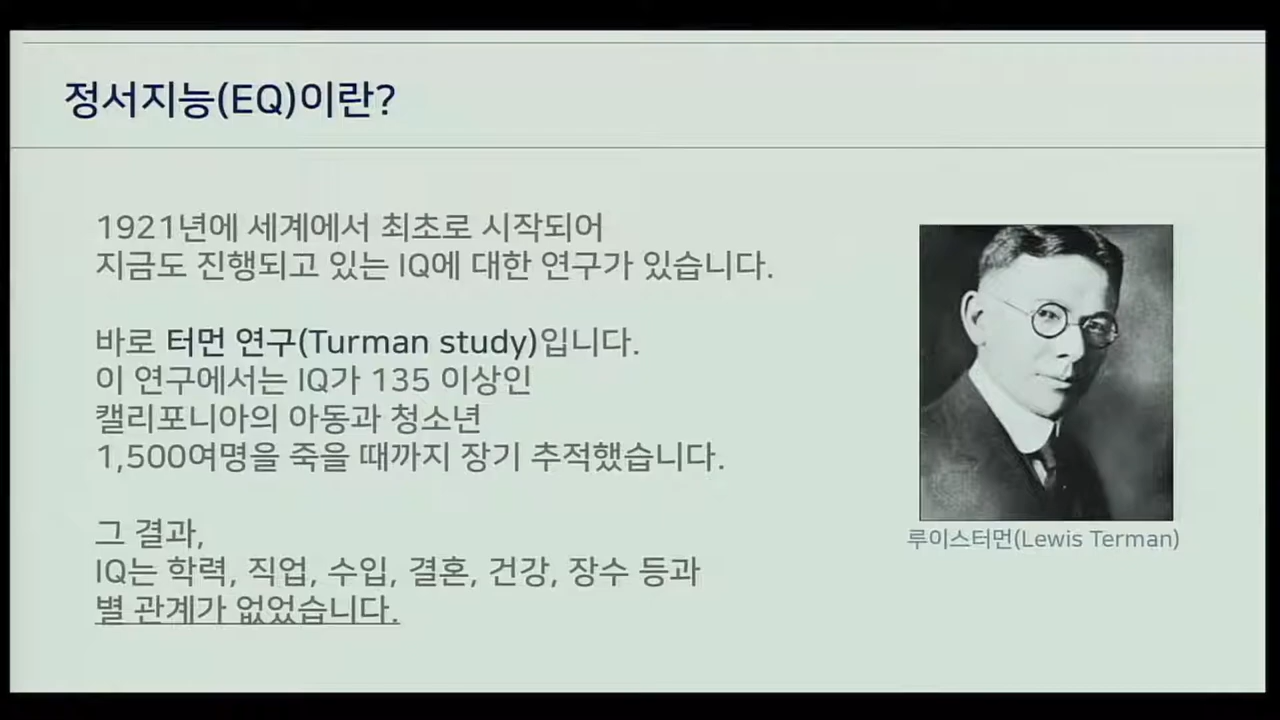 정서지능(EQ)이란?
1921년에 세계에서 최초로 시작되어
지금도 진행되고 있는 IQ에 대한 연구가 있습니다.
바로 터먼 연구(Turman study)입니다.
이 연구에서는 IQ가 135 이상인
캘리포니아의 아동과 청소년
1,500여명을 죽을 때까지 장기 추적했습니다.
그 결과,
IQ는 학력, 직업, 수입, 결혼, 건강, 장수 등과
별 관계가 없었습니다.
루이스터먼(Lewis Terman)